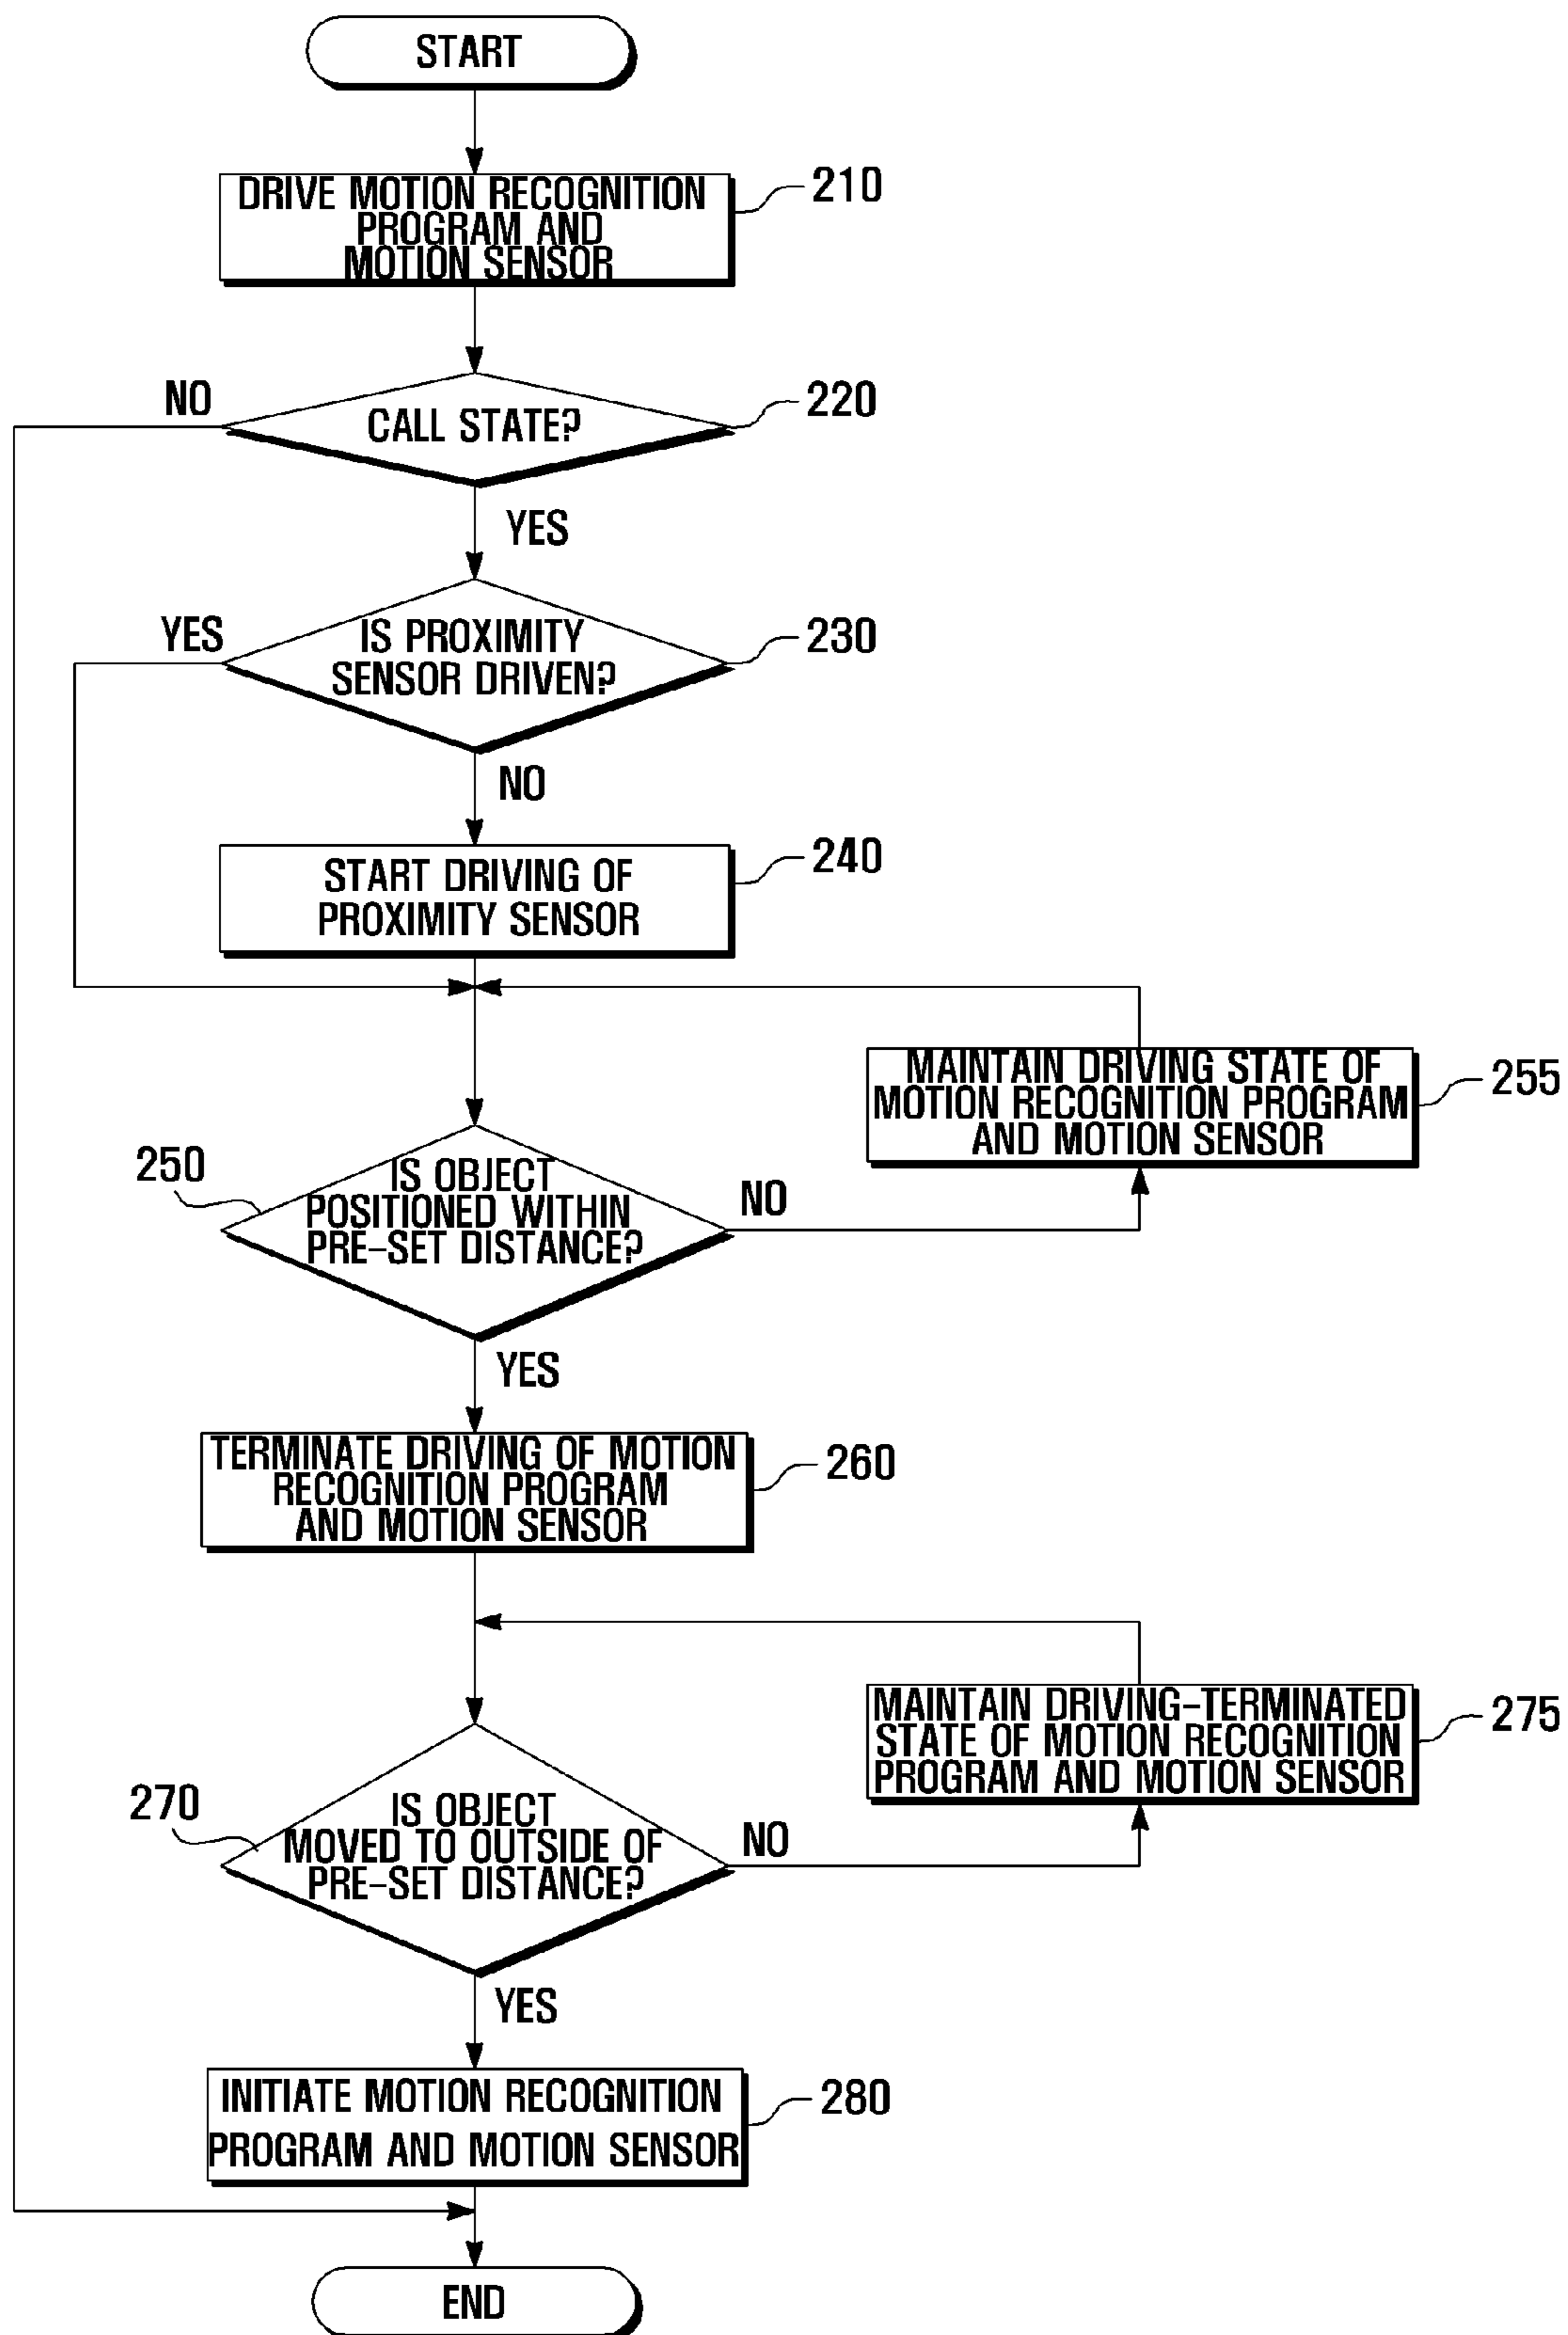 START
DRIVE MOTION RECOGNITION
PROGRAM AND
MOTION SENSOR
210
NO
CALL STATE?
220
YES
YES
IS PROXIMITY
SENSOR DRIVEN?
230
NO
START DRIVING OF
PROXIMITY SENSOR
240
MAINTAIN DRIVING STATE OF
MOTION RECOGNITION PROGRAM
AND MOTION SENSOR
255
250
IS OBJECT
POSITIONED WITHIN
PRE-SET DISTANCE?
NO
YES
TERMINATE DRIVING OF MOTION
RECOGNITION PROGRAM
AND MOTION SENSOR
260
MAINTAIN DRIVING-TERMINATED
STATE OF MOTION RECOGNITION
PROGRAM AND MOTION SENSOR
275
270
IS OBJECT
MOVED TO OUTSIDE OF
PRE-SET DISTANCE?
NO
YES
INITIATE MOTION RECOGNITION
PROGRAM AND MOTION SENSOR
280
END